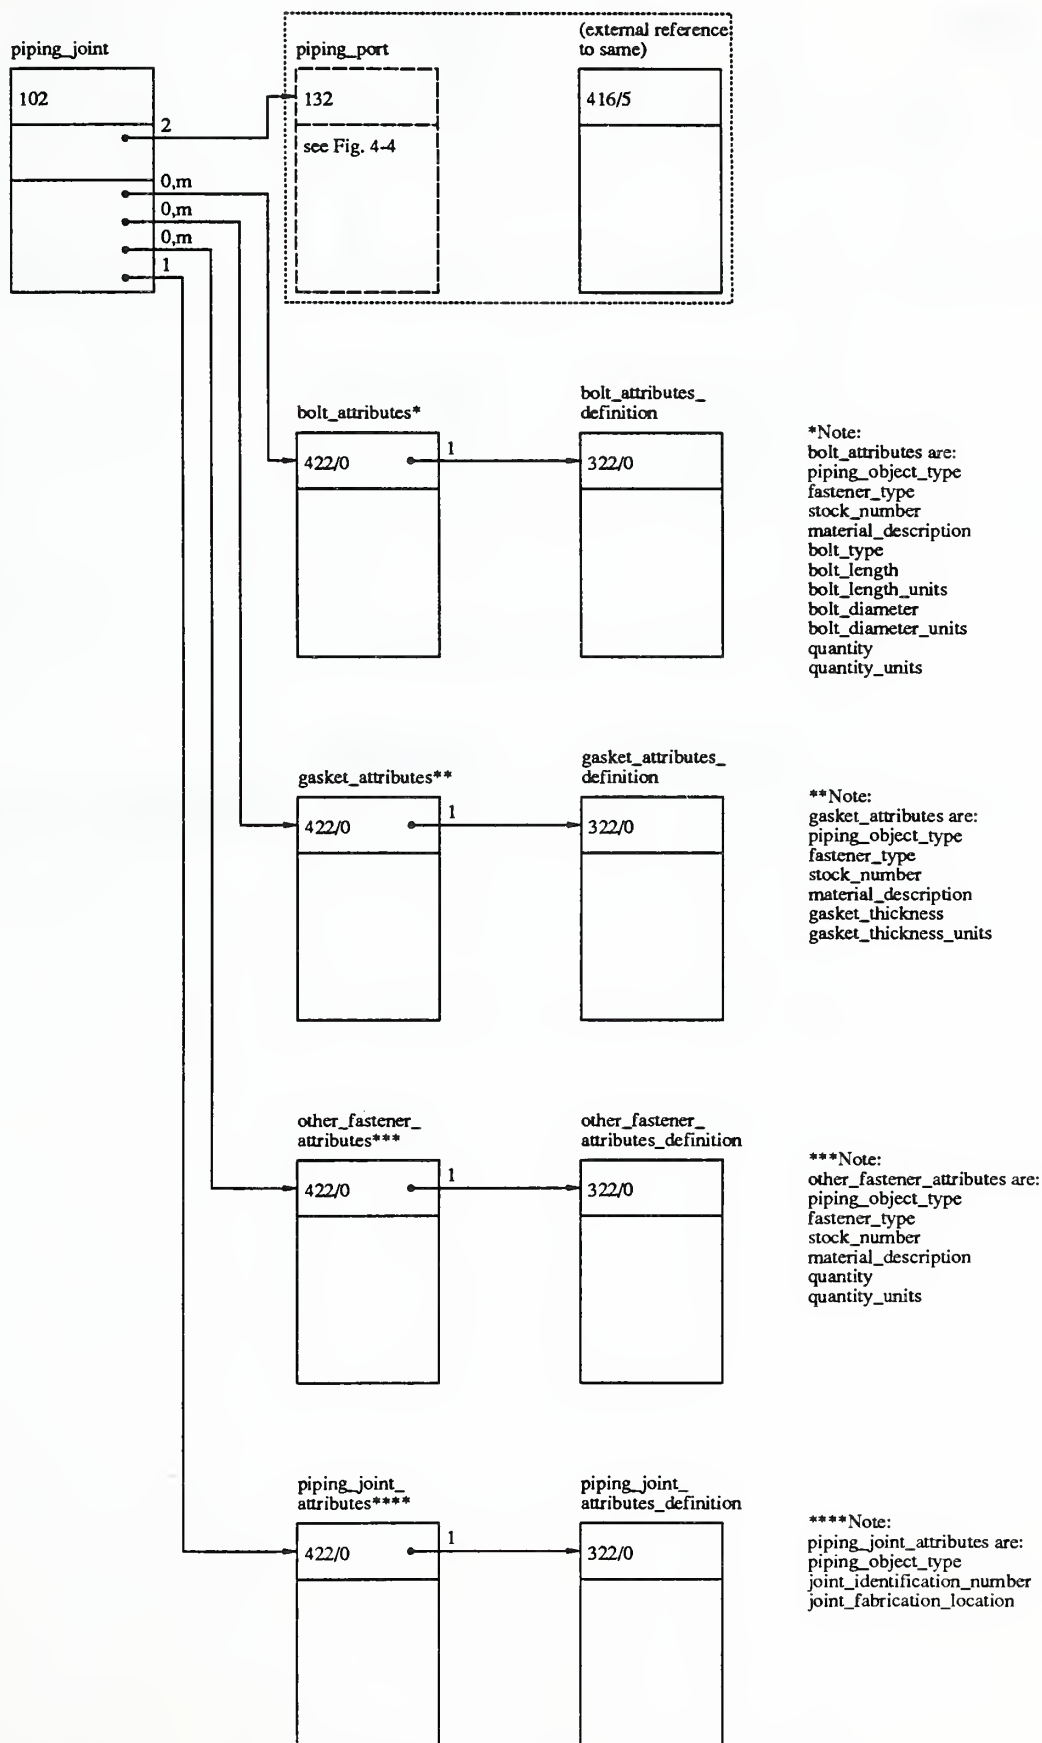 piping_joint
102
2
0,m
0,m
0,m
1
piping_port
132
see Fig. 4-4
(external reference
to same)
416/5
bolt_attributes*
422/0
1
bolt_attributes_
definition
322/0
*Note:
bolt_attributes are:
piping_object_type
fastener_type
stock_number
material_description
bolt_type
bolt_length
bolt_length_units
bolt_diameter
bolt_diameter_units
quantity
quantity_units
gasket_attributes**
422/0
1
gasket_attributes_
definition
322/0
**Note:
gasket_attributes are:
piping_object_type
fastener_type
stock_number
material_description
gasket_thickness
gasket_thickness_units
other_fastener_
attributes***
422/0
1
other_fastener_
attributes_definition
322/0
***Note:
other_fastener_attributes are:
piping_object_type
fastener_type
stock_number
material_description
quantity
quantity_units
piping_joint_
attributes****
422/0
1
piping_joint_
attributes_definition
322/0
****Note:
piping_joint_attributes are:
piping_object_type
joint_identification_number
joint_fabrication_location